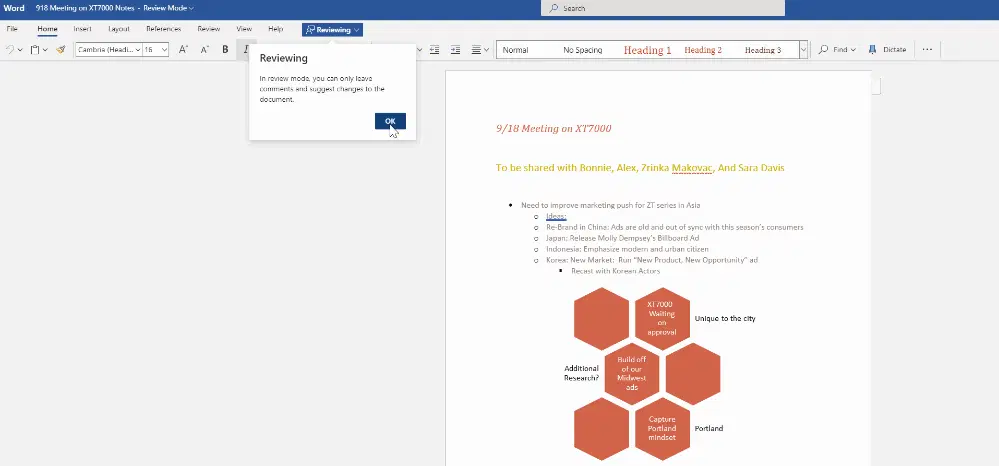 Word 918 Meeting on XT7000 Notes - Review Mode
Search
File Home Insert Layout References Review View Help Reviewing
Cambria (Headi... 16 A A B I Normal No Spacing Heading 1 Heading 2 Heading 3 Find Dictate ...
Reviewing
In review mode, you can only leave
comments and suggest changes to the
document.
OK
9/18 Meeting on XT7000
To be shared with Bonnie, Alex, Zrinka Makovac, And Sara Davis
Need to improve marketing push for ZT series in Asia
Ideas:
Re-Brand in China: Ads are old and out of sync with this season's consumers
Japan: Release Molly Dempsey's Billboard Ad
Indonesia: Emphasize modern and urban citizen
Korea: New Market: Run "New Product, New Opportunity" ad
Recast with Korean Actors
XT7000
Waiting
on
approval
Unique to the city
Additional
Research?
Build off
of our
Midwest
ads
Capture
Portland
mindset
Portland